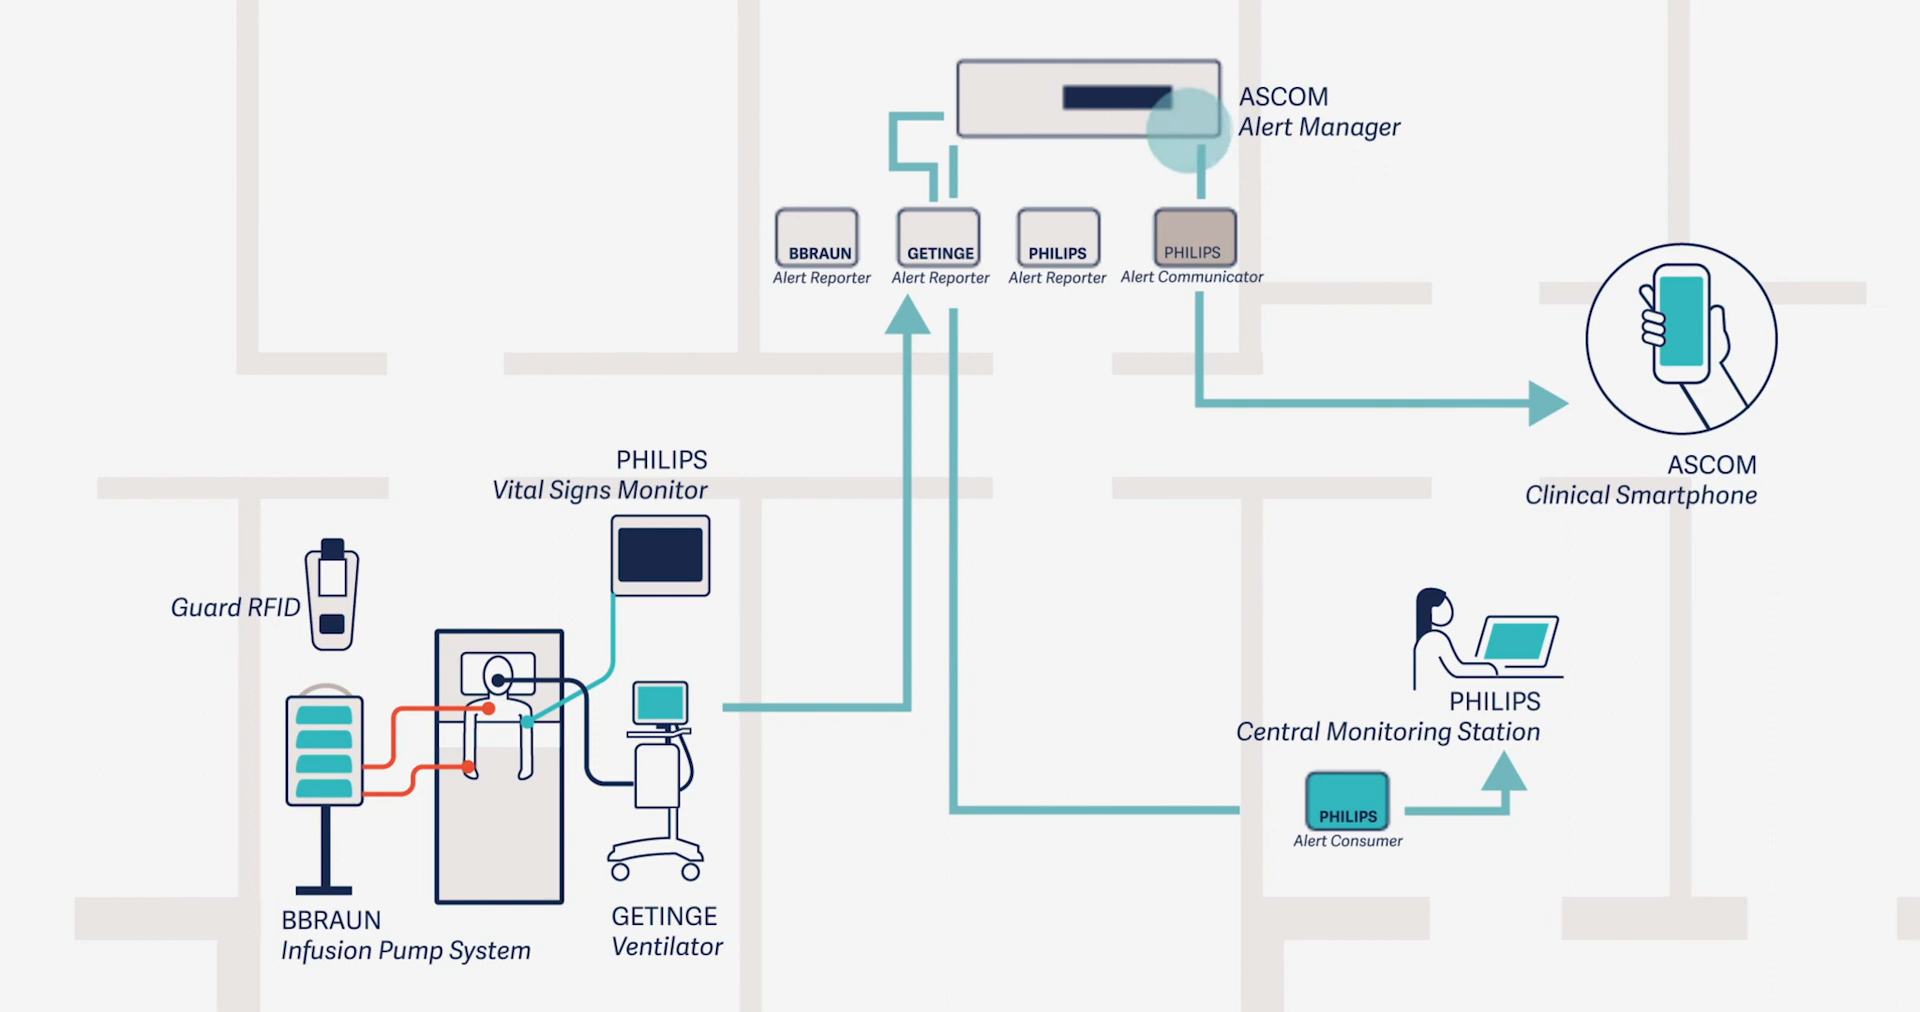 ASCOM
Alert Manager
BBRAUN
Alert Reporter
GETINGE
Alert Reporter
PHILIPS
Alert Reporter
PHILIPS
Alert Communicator
ASCOM
Clinical Smartphone
PHILIPS
Vital Signs Monitor
Guard RFID
PHILIPS
Central Monitoring Station
PHILIPS
Alert Consumer
BBRAUN
Infusion Pump System
GETINGE
Ventilator